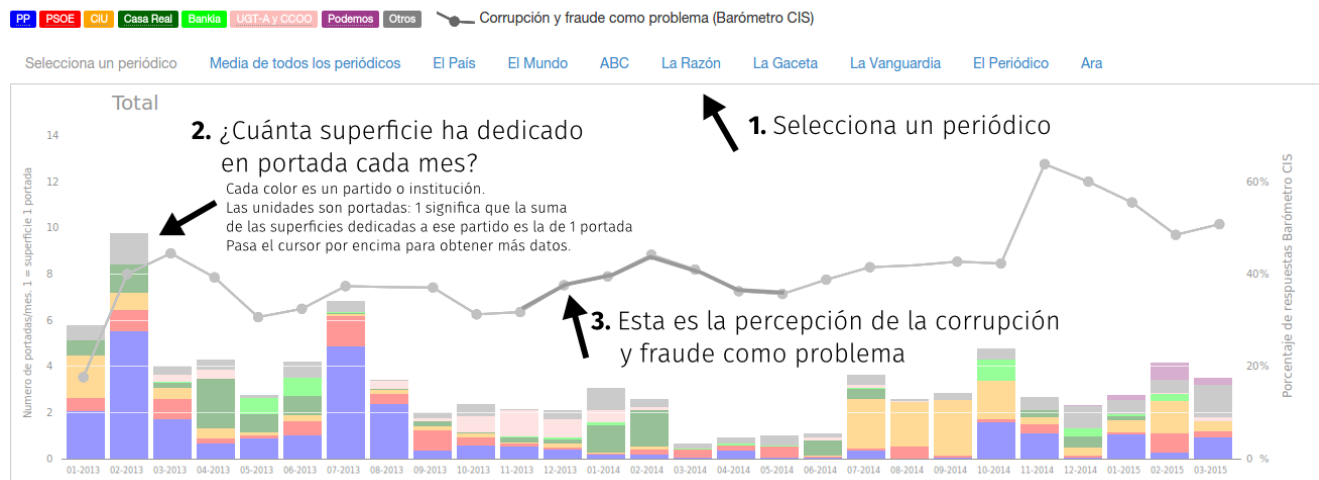 PP PSOE CIU Casa Real Bankia UGT-A y CCOO Podemos Otros Corrupción y fraude como problema (Barómetro CIS)
Selecciona un periódico Media de todos los periódicos El País El Mundo ABC La Razón La Gaceta La Vanguardia El Periódico Ara
Total
1. Selecciona un periódico
2. ¿Cuánta superficie ha dedicado
en portada cada mes?
Cada color es un partido o institución.
Las unidades son portadas: 1 significa que la suma
de las superficies dedicadas a ese partido es la de 1 portada
Pasa el cursor por encima para obtener más datos.
3. Esta es la percepción de la corrupción
y fraude como problema
Numero de portadas/mes. 1 = superficie 1 portada
14
12
10
8
6
4
2
0
Porcentaje de respuestas Barómetro CIS
60%
40%
20%
0 %
01-2013 02-2013 03-2013 04-2013 05-2013 06-2013 07-2013 08-2013 09-2013 10-2013 11-2013 12-2013 01-2014 02-2014 03-2014 04-2014 05-2014 06-2014 07-2014 08-2014 09-2014 10-2014 11-2014 12-2014 01-2015 02-2015 03-2015